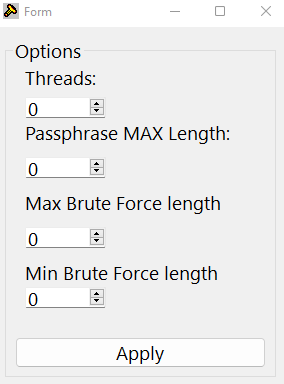 Form
Options
Threads:
0
Passphrase MAX Length:
0
Max Brute Force length
0
Min Brute Force length
0
Apply